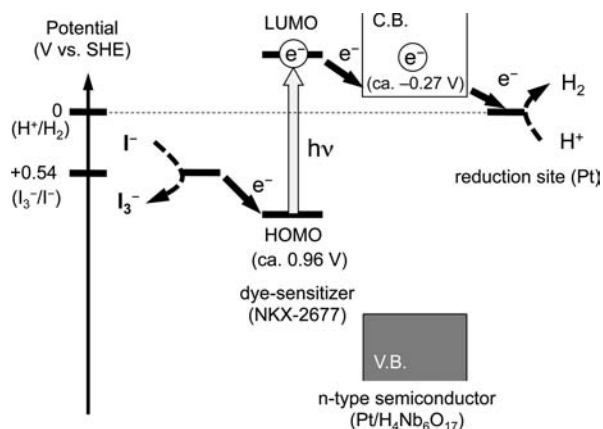 Potential
(V vs. SHE)
LUMO
C.B.
e⁻
e⁻
e⁻
(ca. –0.27 V)
e⁻
H₂
0
(H⁺/H₂)
I⁻
hν
H⁺
+0.54
(I₃⁻/I⁻)
e⁻
reduction site (Pt)
I₃⁻
HOMO
(ca. 0.96 V)
dye-sensitizer
(NKX-2677)
V.B.
n-type semiconductor
(Pt/H₄Nb₆O₁₇)